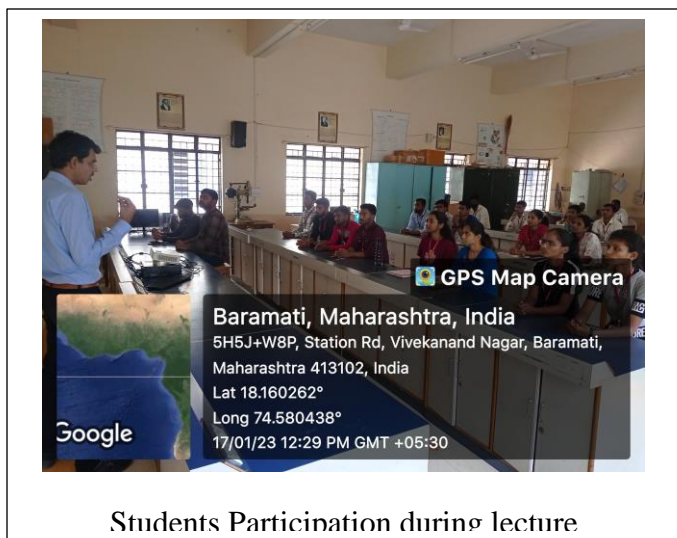 GPS Map Camera
Baramati, Maharashtra, India
5H5J+W8P, Station Rd, Vivekanand Nagar, Baramati,
Maharashtra 413102, India
Lat 18.160262°
Long 74.580438°
17/01/23 12:29 PM GMT +05:30
Google
Students Participation during lecture